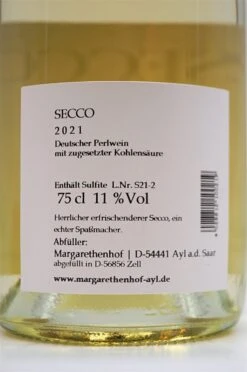 SECCO
2021
Deutscher Perlwein
mit zugesetzter Kohlensäure
Enthält Sulfite L.Nr. S21-2
75 cl 11 %Vol
Herrlicher erfrischenderer Secco, ein
echter Spaßmacher.
Abfüller:
Margarethenhof | D-54441 Ayl a.d. Saar
abgefüllt in D-56856 Zell
www.margarethenhof-ayl.de